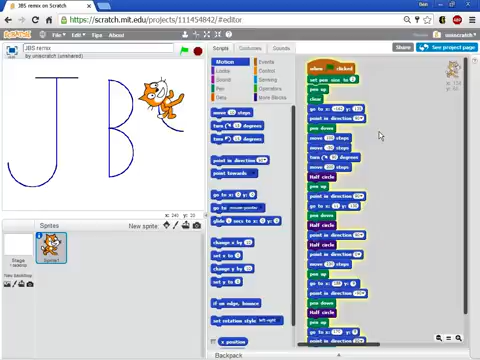 JBS remix on Scratch
https://scratch.mit.edu/projects/111454842/#editor
File Edit Tips About
Share
See project page
JBS remix
by uniscratch (unshared)
Scripts Costumes Sounds
Motion Events
Looks Control
Sound Sensing
Pen Operators
Data More Blocks
move 10 steps
turn 15 degrees
turn 15 degrees
point in direction 90
point towards
go to x: 0 y: 0
go to mouse-pointer
glide 1 secs to x: 0 y: 0
change x by 10
set x to 0
change y by 10
set y to 0
if on edge, bounce
set rotation style left-right
x position
when clicked
set pen size to 2
pen up
clear
go to x: y:
point in direction 90
pen down
move steps
move steps
turn 90 degrees
move steps
Half circle
pen up
point in direction
go to x: y:
pen down
Half circle
point in direction
Half circle
point in direction
move steps
pen up
go to x: y:
point in direction
pen down
Half circle
pen up
go to x: y:
point in direction
J B
x: 240 y:
Sprites
New sprite:
Stage
1 backdrop
New backdrop:
Sprite1
Backpack